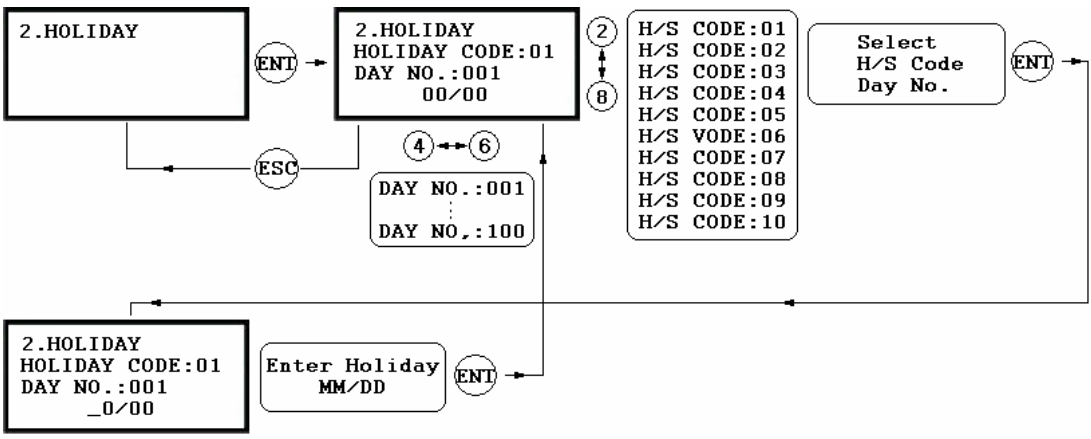 2.HOLIDAY
ENT
2.HOLIDAY
HOLIDAY CODE:01
DAY NO.:001
00/00
2
8
H/S CODE:01
H/S CODE:02
H/S CODE:03
H/S CODE:04
H/S CODE:05
H/S VODE:06
H/S CODE:07
H/S CODE:08
H/S CODE:09
H/S CODE:10
Select
H/S Code
Day No.
ENT
ESC
4
6
DAY NO.:001
DAY NO,:100
2.HOLIDAY
HOLIDAY CODE:01
DAY NO.:001
_0/00
Enter Holiday
MM/DD
ENT